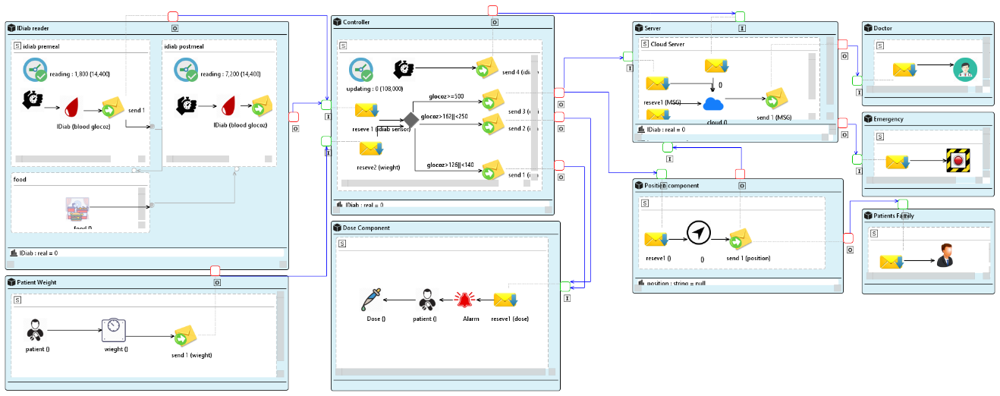 IDiab reader
S idiab premeal
idiab postmeal
reading : 1,800 (14,400)
reading : 7,200 (14,400)
send 1
IDiab (blood glocoz)
IDiab (blood glocoz)
food
food ()
IDiab : real = 0
O
O
I
I
Patient Weight
S
O
patient ()
wieght ()
send 1 (wieght)
Controller
S
O
updating : 0 (108,000)
send 4 (idia
glocoz>=500
send 3 (i
glocoz>162||<250
reseve 1 (idiab sensor)
send 2 (i
reseve2 (wieght)
glocoz>126||<140
send 1 (i
IDiab : real = 0
O
O
O
Dose Component
S
I
Dose ()
patient ()
Alarm
reseve1 (dose)
Server
I
S Cloud Server
I
()
reseve1 (MSG)
cloud ()
send 1 (MSG)
IDiab : real = 0
O
O
I
Position component
O
S
reseve1 ()
()
send 1 (position)
position : string = null
O
Doctor
I
Emergency
S
I
Patients Family
S